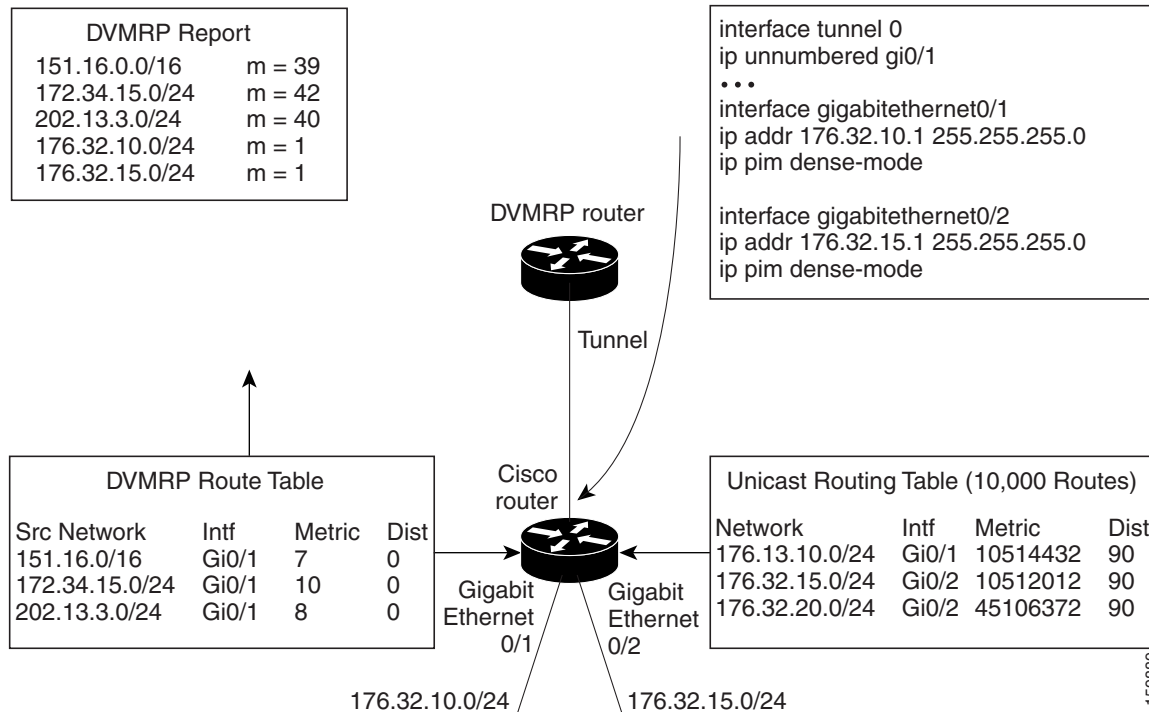 DVMRP Report
151.16.0.0/16 m = 39
172.34.15.0/24 m = 42
202.13.3.0/24 m = 40
176.32.10.0/24 m = 1
176.32.15.0/24 m = 1
interface tunnel 0
ip unnumbered gi0/1
• • •
interface gigabitethernet0/1
ip addr 176.32.10.1 255.255.255.0
ip pim dense-mode
interface gigabitethernet0/2
ip addr 176.32.15.1 255.255.255.0
ip pim dense-mode
DVMRP router
Tunnel
Cisco
router
DVMRP Route Table
Src Network Intf Metric Dist
151.16.0/16 Gi0/1 7 0
172.34.15.0/24 Gi0/1 10 0
202.13.3.0/24 Gi0/1 8 0
Unicast Routing Table (10,000 Routes)
Network Intf Metric Dist
176.13.10.0/24 Gi0/1 10514432 90
176.32.15.0/24 Gi0/2 10512012 90
176.32.20.0/24 Gi0/2 45106372 90
Gigabit
Ethernet
0/1
Gigabit
Ethernet
0/2
176.32.10.0/24
176.32.15.0/24